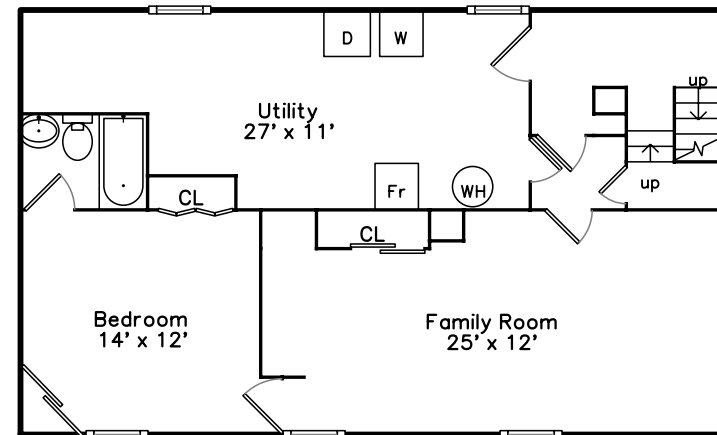 D
W
up
Utility
27' x 11'
CL
Fr
WH
up
CL
Bedroom
14' x 12'
Family Room
25' x 12'